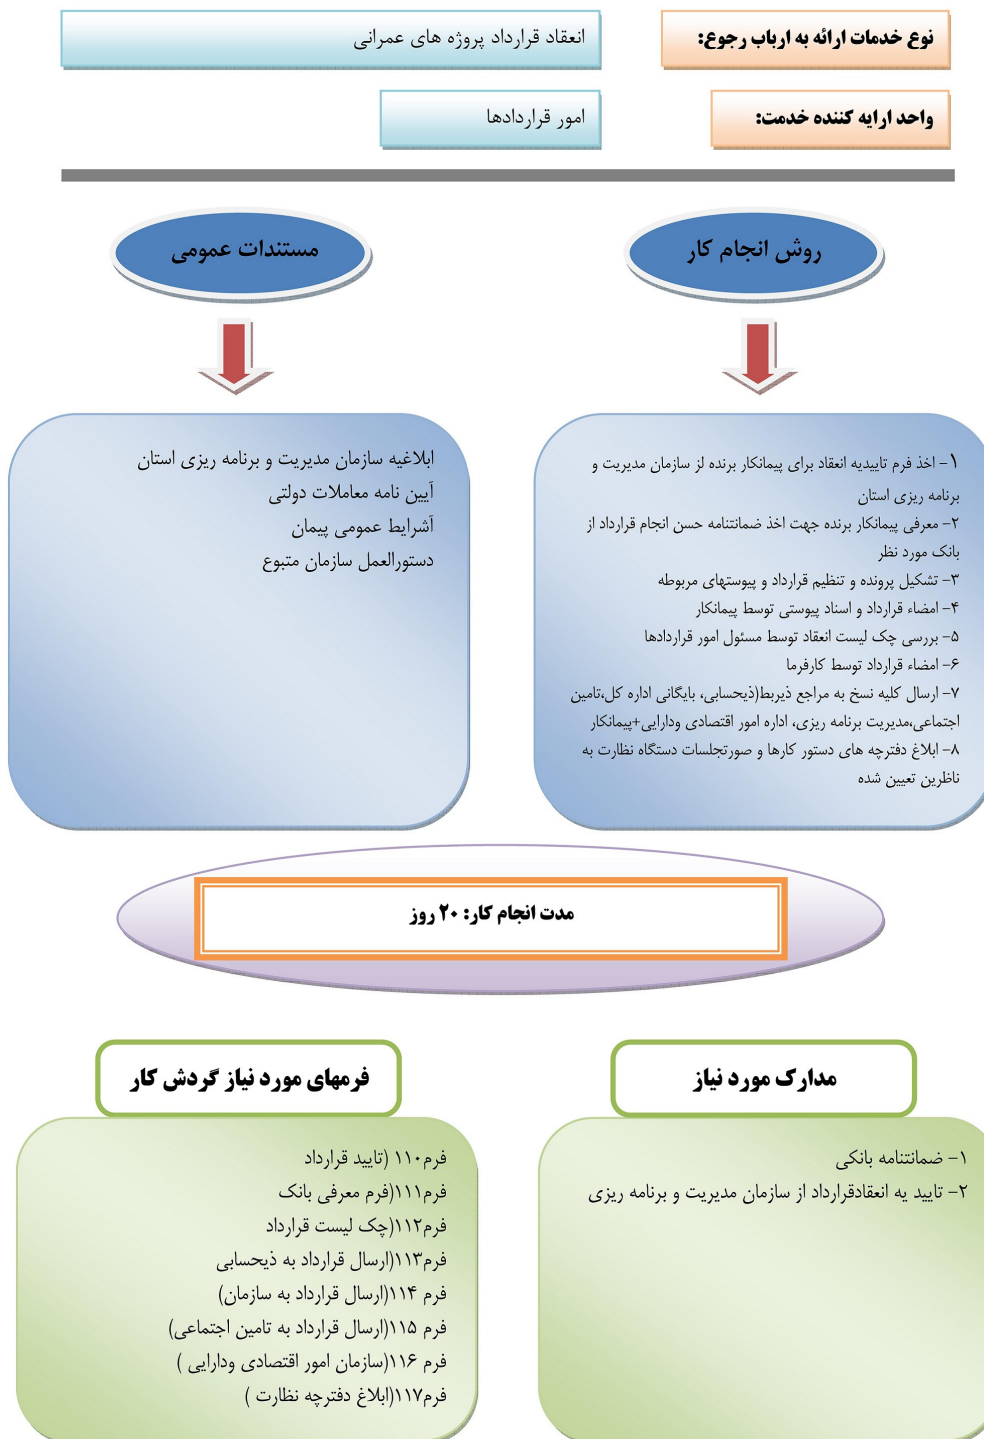 نوع خدمات ارائه به ارباب رجوع:
انعقاد قرارداد پروژه های عمرانی
واحد ارایه کننده خدمت:
امور قراردادها
روش انجام کار
۱- اخذ فرم تاییدیه انعقاد برای پیمانکار برنده لز سازمان مدیریت و
برنامه ریزی استان
۲- معرفی پیمانکار برنده جهت اخذ ضمانتنامه حسن انجام قرارداد از
بانک مورد نظر
۳- تشکیل پرونده و تنظیم قرارداد و پیوستهای مربوطه
۴- امضاء قرارداد و اسناد پیوستی توسط پیمانکار
۵- بررسی چک لیست انعقاد توسط مسئول امور قراردادها
۶- امضاء قرارداد توسط کارفرما
۷- ارسال کلیه نسخ به مراجع ذیربط(ذیحسابی، بایگانی اداره کل،تامین
اجتماعی،مدیریت برنامه ریزی، اداره امور اقتصادی ودارایی+پیمانکار
۸- ابلاغ دفترچه های دستور کارها و صورتجلسات دستگاه نظارت به
ناظرین تعیین شده
مستندات عمومی
ابلاغیه سازمان مدیریت و برنامه ریزی استان
آیین نامه معاملات دولتی
آشرایط عمومی پیمان
دستورالعمل سازمان متبوع
مدت انجام کار: ۲۰ روز
مدارک مورد نیاز
۱- ضمانتنامه بانکی
۲- تایید یه انعقادقرارداد از سازمان مدیریت و برنامه ریزی
فرمهای مورد نیاز گردش کار
فرم۱۱۰ (تایید قرارداد
فرم۱۱۱(فرم معرفی بانک
فرم۱۱۲(چک لیست قرارداد
فرم۱۱۳(ارسال قرارداد به ذیحسابی
فرم ۱۱۴(ارسال قرارداد به سازمان)
فرم ۱۱۵(ارسال قرارداد به تامین اجتماعی)
فرم ۱۱۶(سازمان امور اقتصادی ودارایی )
فرم۱۱۷(ابلاغ دفترچه نظارت )